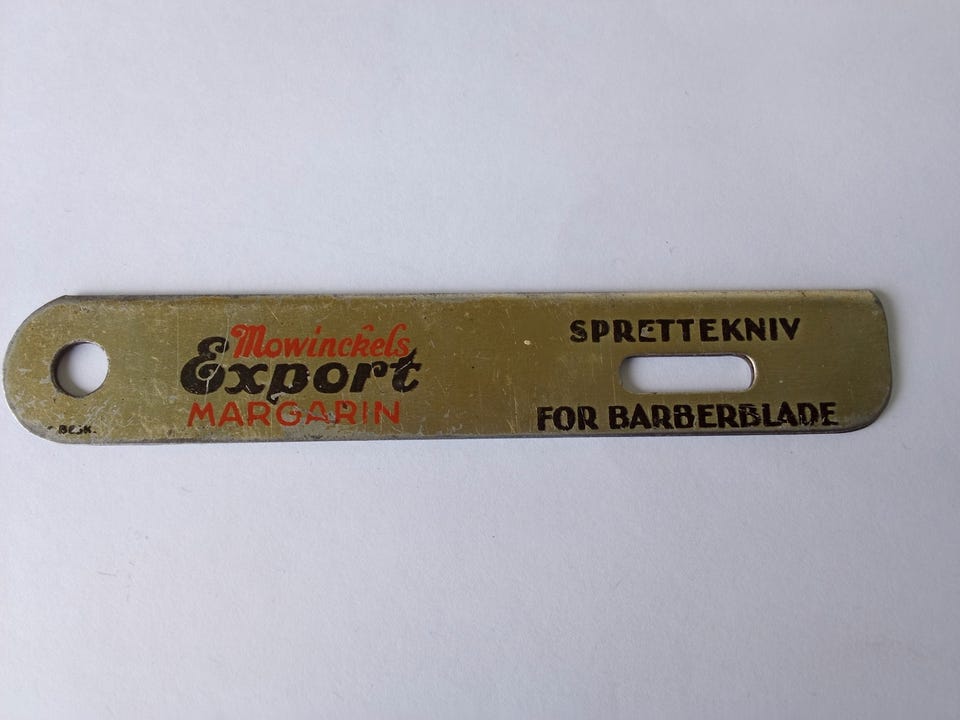 Mowinckels
Export
MARGARIN
SPRETTEKNIV
FOR BARBERBLADE